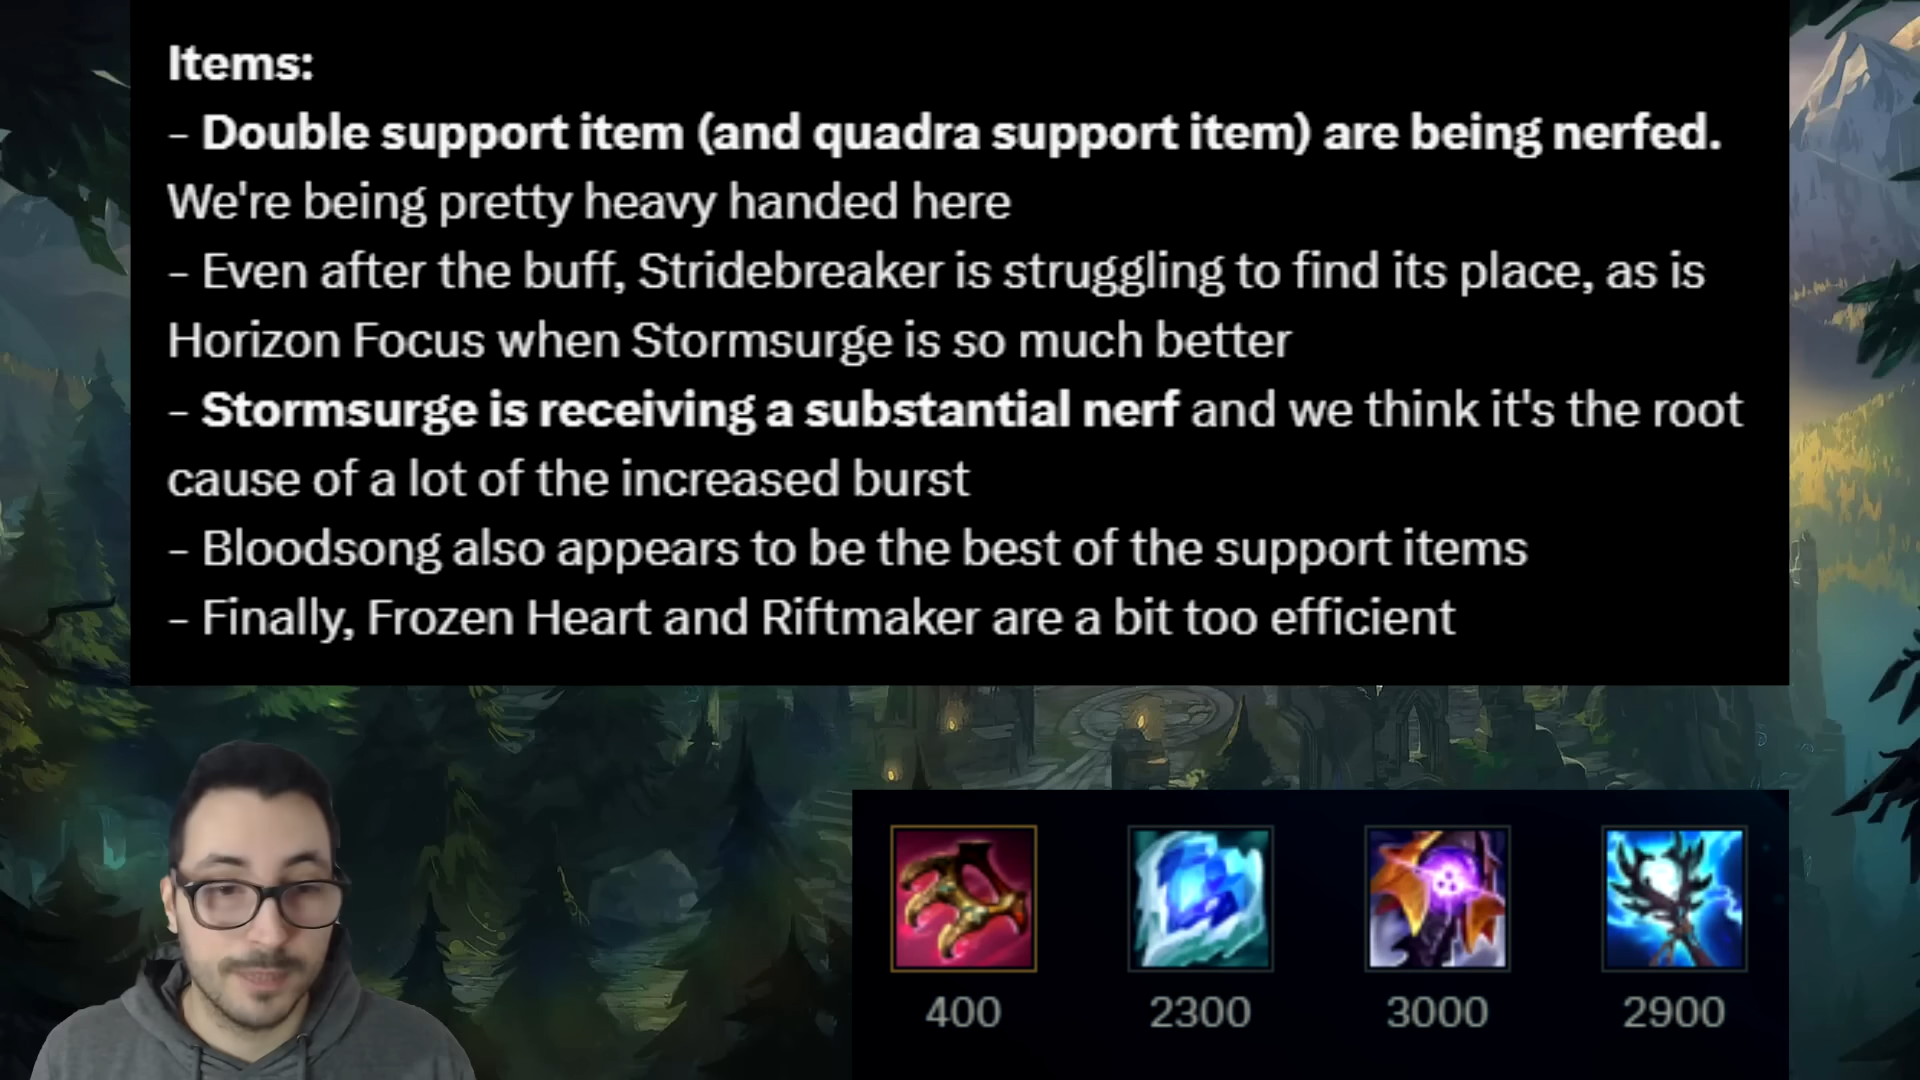 Items:
– Double support item (and quadra support item) are being nerfed.
We're being pretty heavy handed here
– Even after the buff, Stridebreaker is struggling to find its place, as is
Horizon Focus when Stormsurge is so much better
– Stormsurge is receiving a substantial nerf and we think it's the root
cause of a lot of the increased burst
– Bloodsong also appears to be the best of the support items
– Finally, Frozen Heart and Riftmaker are a bit too efficient
400 2300 3000 2900